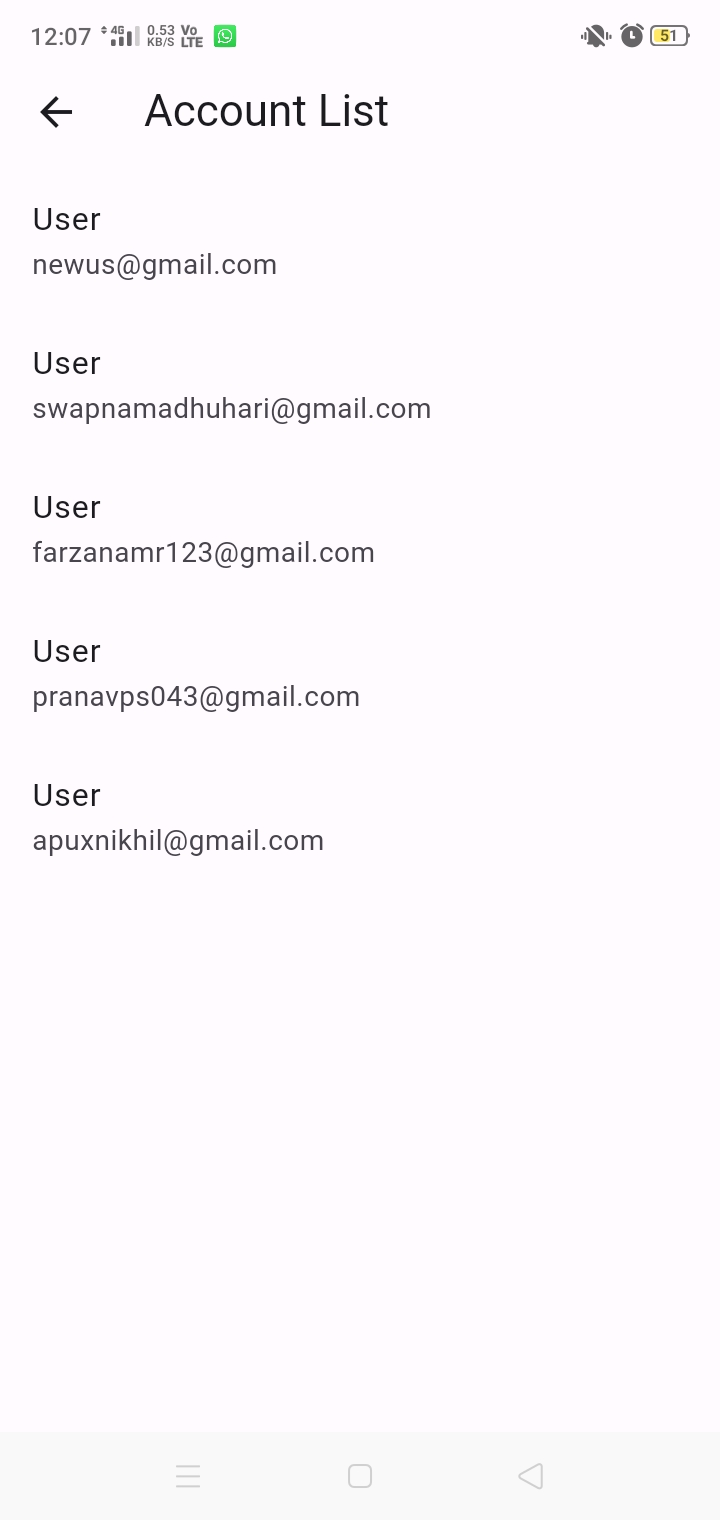 12:07 4G 0.53 KB/S Vo LTE 51
Account List
User
newus@gmail.com
User
swapnamadhuhari@gmail.com
User
farzanamr123@gmail.com
User
pranavps043@gmail.com
User
apuxnikhil@gmail.com